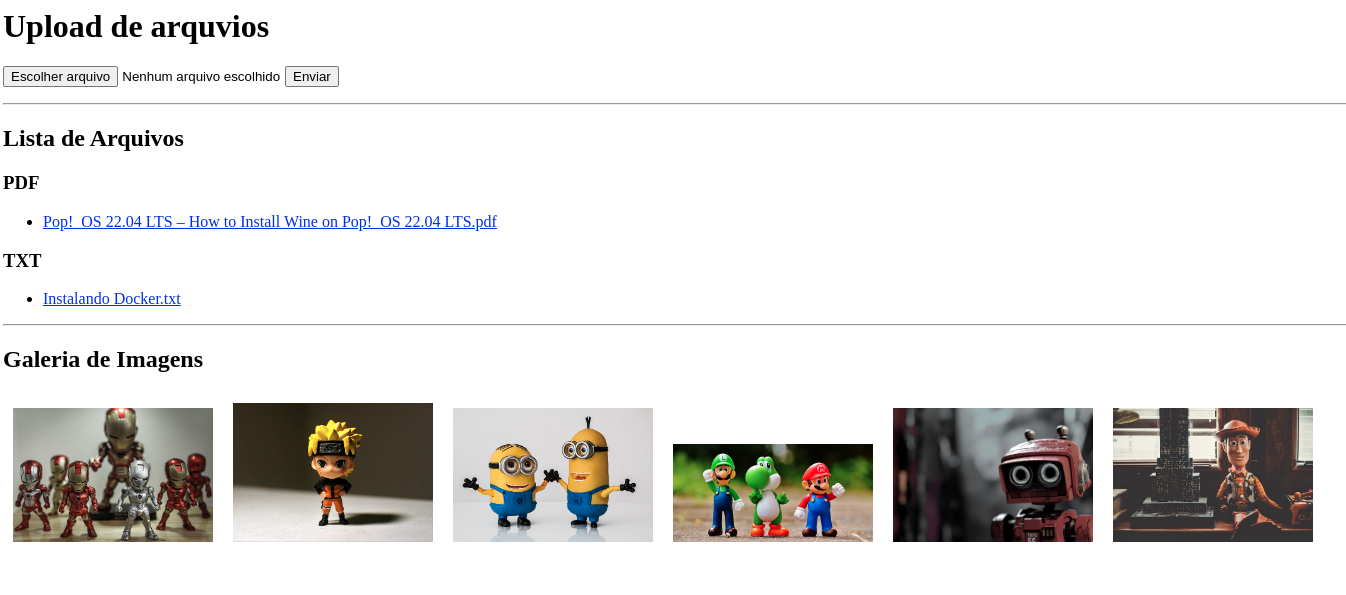 Upload de arquvios
Escolher arquivo Nenhum arquivo escolhido Enviar
Lista de Arquivos
PDF
Pop!_OS 22.04 LTS – How to Install Wine on Pop!_OS 22.04 LTS.pdf
TXT
Instalando Docker.txt
Galeria de Imagens